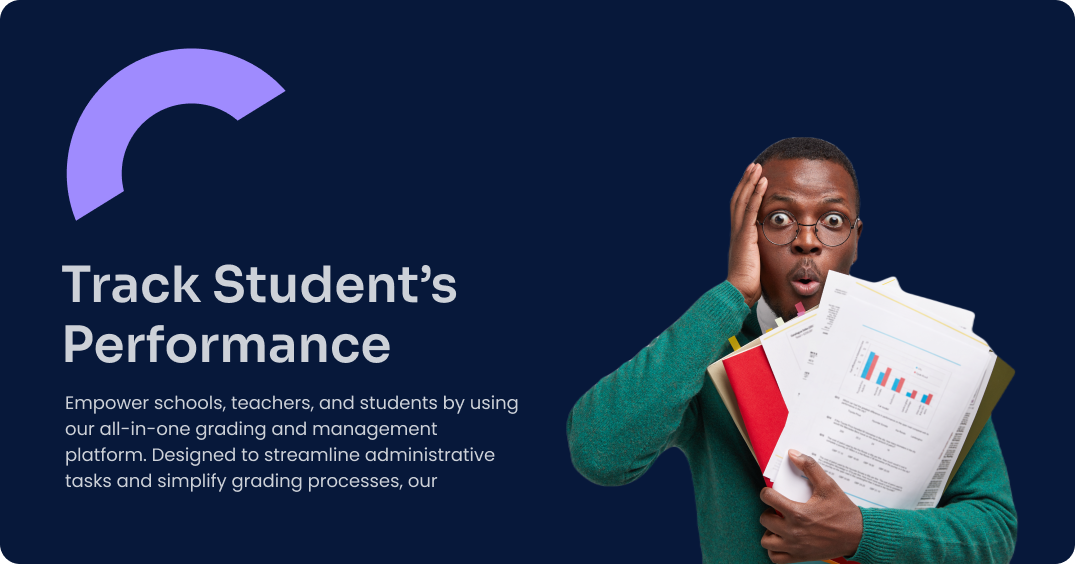 Track Student’s
Performance
Empower schools, teachers, and students by using
our all-in-one grading and management
platform. Designed to streamline administrative
tasks and simplify grading processes, our